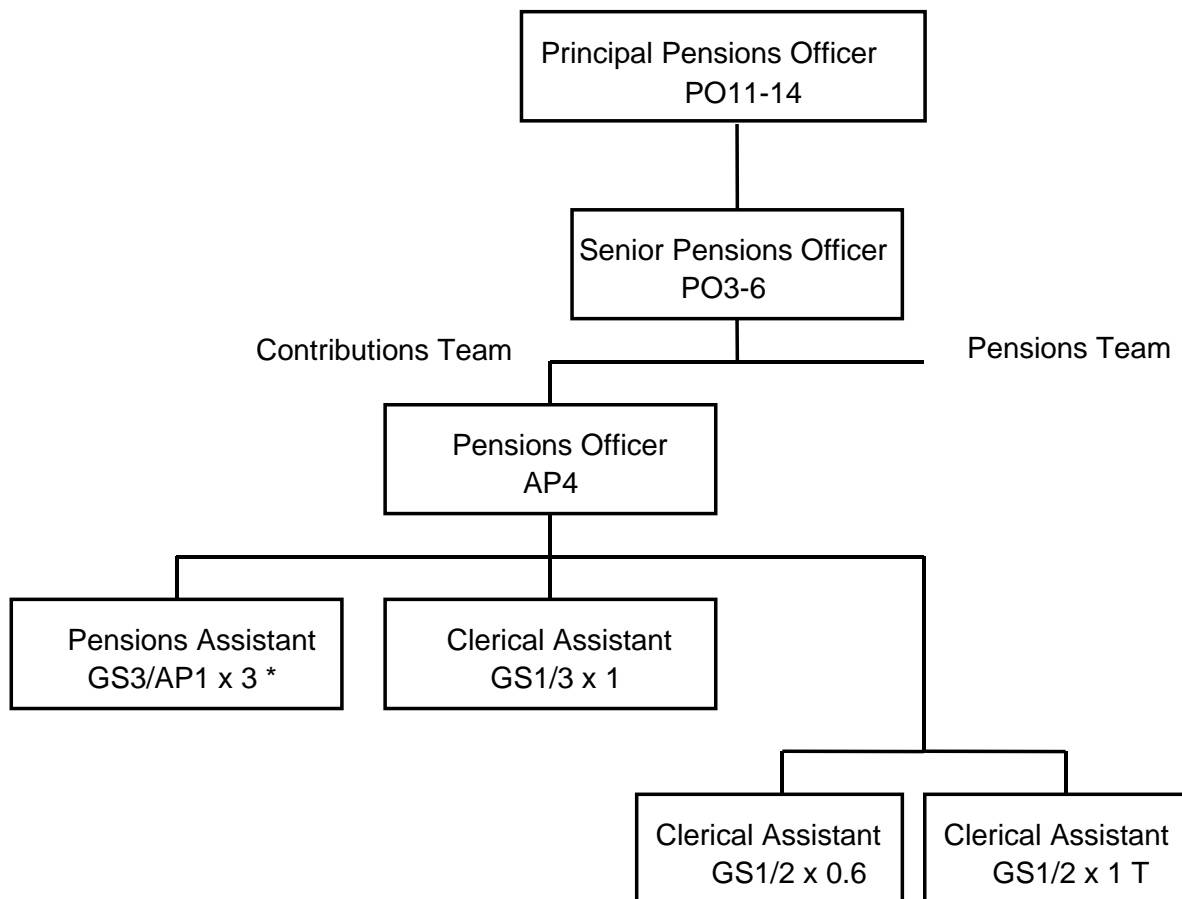 Principal Pensions Officer
PO11-14
Senior Pensions Officer
PO3-6
Contributions Team
Pensions Team
Pensions Officer
AP4
Pensions Assistant
GS3/AP1 x 3 *
Clerical Assistant
GS1/3 x 1
Clerical Assistant
GS1/2 x 0.6
Clerical Assistant
GS1/2 x 1 T